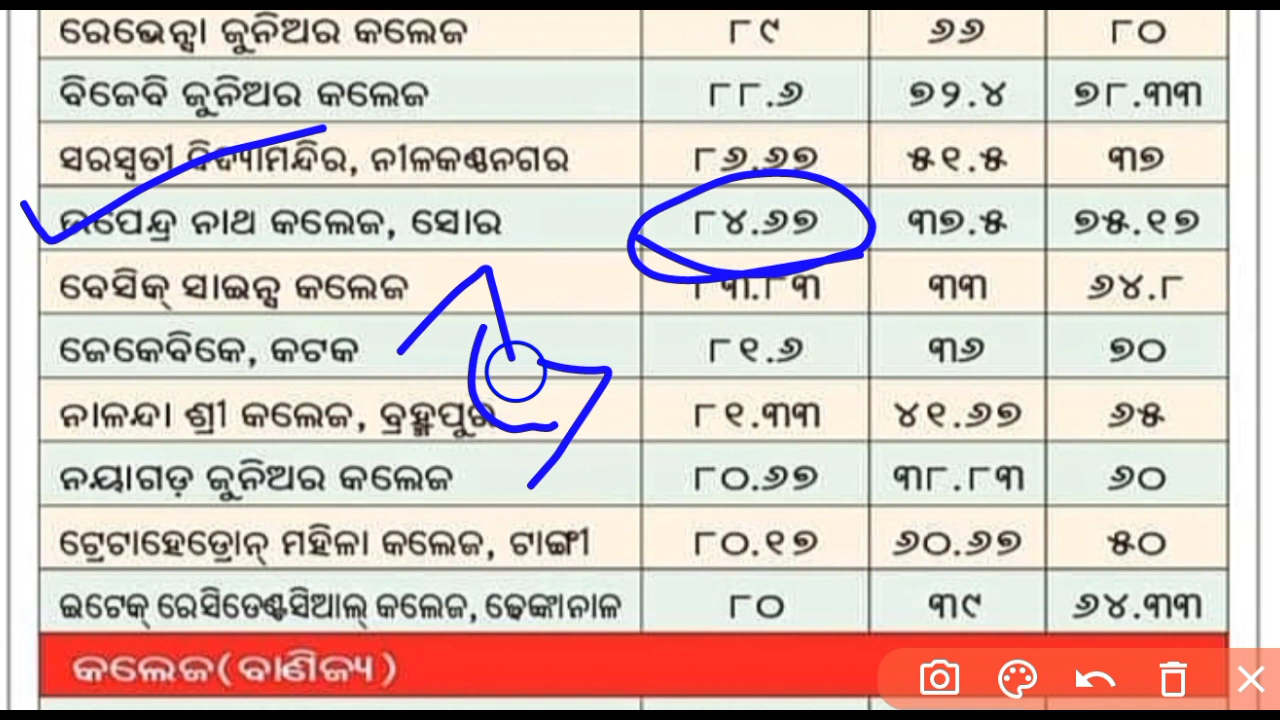 ରେଭେନ୍ସା ଜୁନିଅର କଲେଜ ୮୯ ୬୬ ୮୦
ବିଜେବି ଜୁନିଅର କଲେଜ ୮୮.୬ ୭୨.୪ ୭୮.୩୩
ସରସ୍ୱତୀ ବିଦ୍ୟାମନ୍ଦିର, ନୀଳକଣ୍ଠନଗର ୮୬.୬୭ ୫୧.୫ ୩୭
ଉପେନ୍ଦ୍ର ନାଥ କଲେଜ, ସୋର ୮୪.୬୭ ୩୭.୫ ୭୫.୧୭
ବେସିକ୍ ସାଇନ୍ସ କଲେଜ ୮୩.୮୩ ୩୩ ୬୪.୮
ଜେକେବିକେ, କଟକ ୮୧.୬ ୩୬ ୭୦
ନାଳନ୍ଦା ଶ୍ରୀ କଲେଜ, ବ୍ରହ୍ମପୁର ୮୧.୩୩ ୪୧.୬୭ ୬୫
ନୟାଗଡ଼ ଜୁନିଅର କଲେଜ ୮୦.୬୭ ୩୮.୮୩ ୬୦
ଟ୍ରେଟାହେଡ୍ରୋନ୍ ମହିଳା କଲେଜ, ଟାଙ୍ଗୀ ୮୦.୧୭ ୬୦.୬୭ ୫୦
ଇଟେକ୍ ରେସିଡେଣ୍ଟସିଆଲ୍ କଲେଜ, ଢେଙ୍କାନାଳ ୮୦ ୩୯ ୬୪.୩୩
କଲେଜ(ବାଣିଜ୍ୟ)